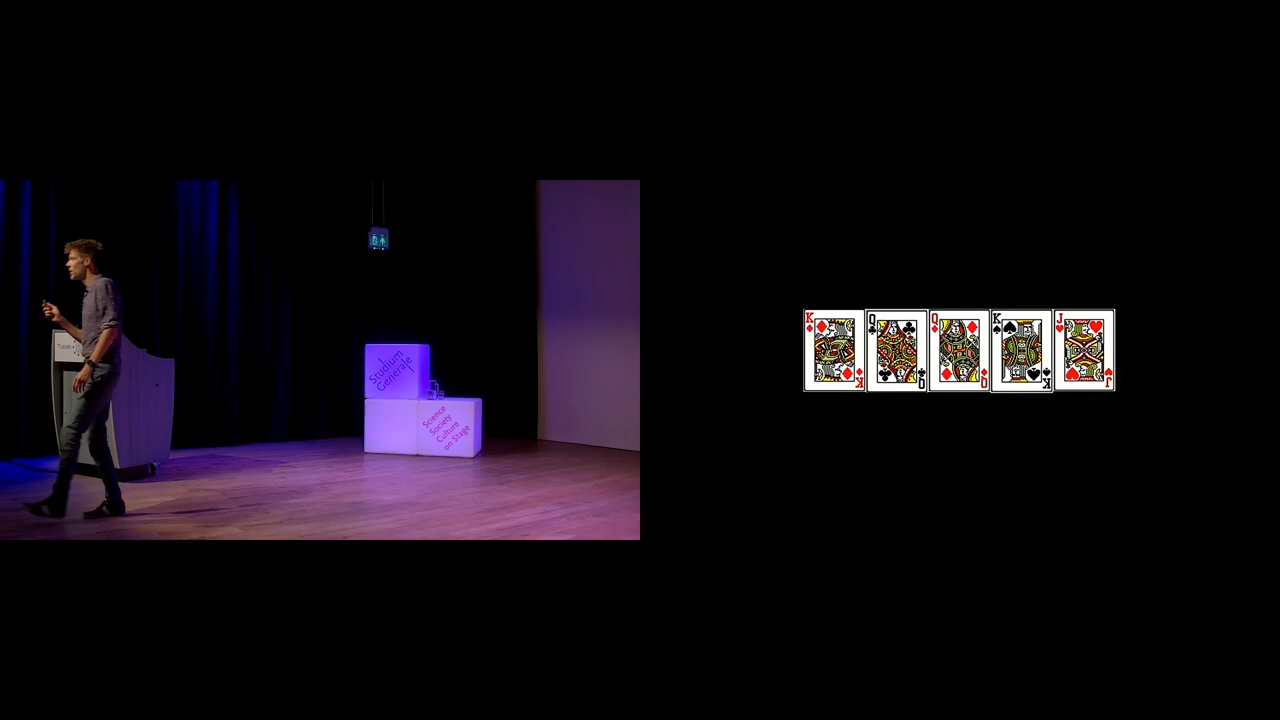 Studium
Generale
Science
Society
Culture
on Stage
K Q Q K J
K Q Q K J